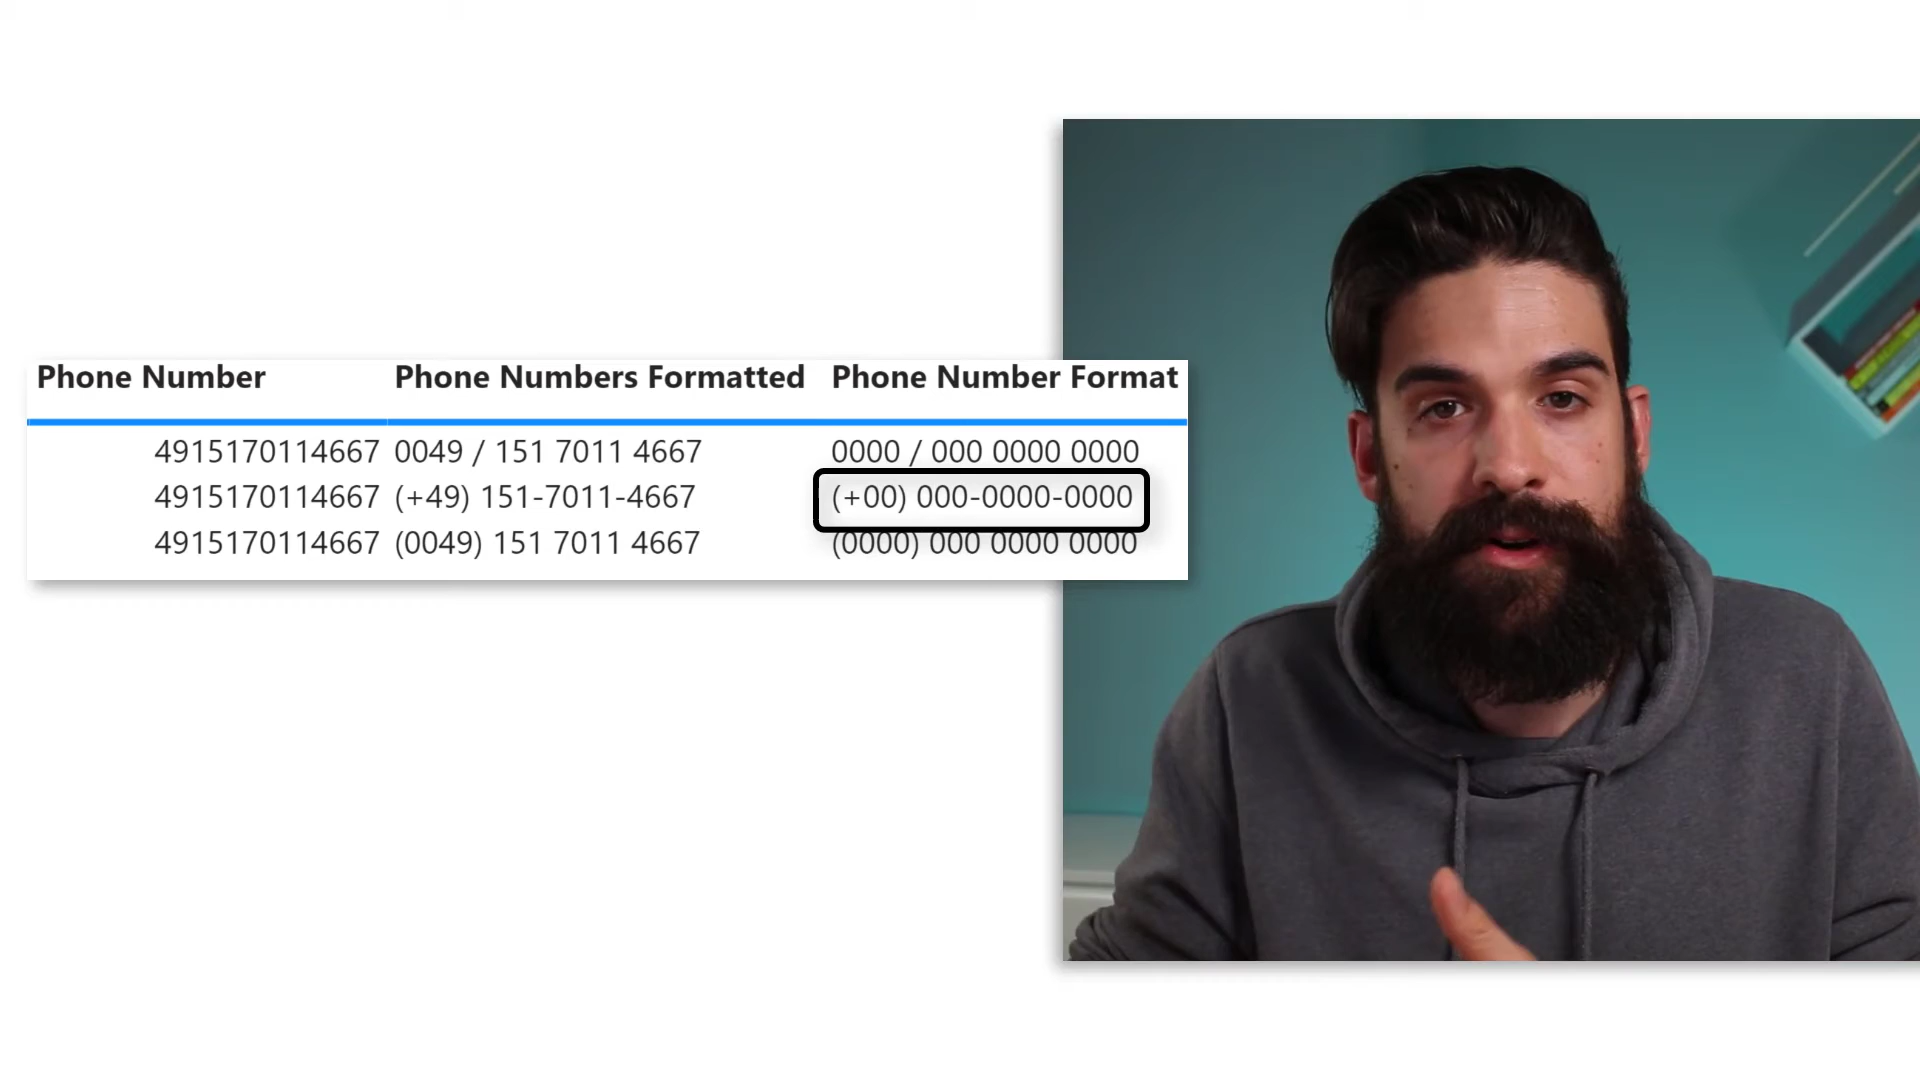 Phone Number Phone Numbers Formatted Phone Number Format
4915170114667 0049 / 151 7011 4667 0000 / 000 0000 0000
4915170114667 (+49) 151-7011-4667 (+00) 000-0000-0000
4915170114667 (0049) 151 7011 4667 (0000) 000 0000 0000